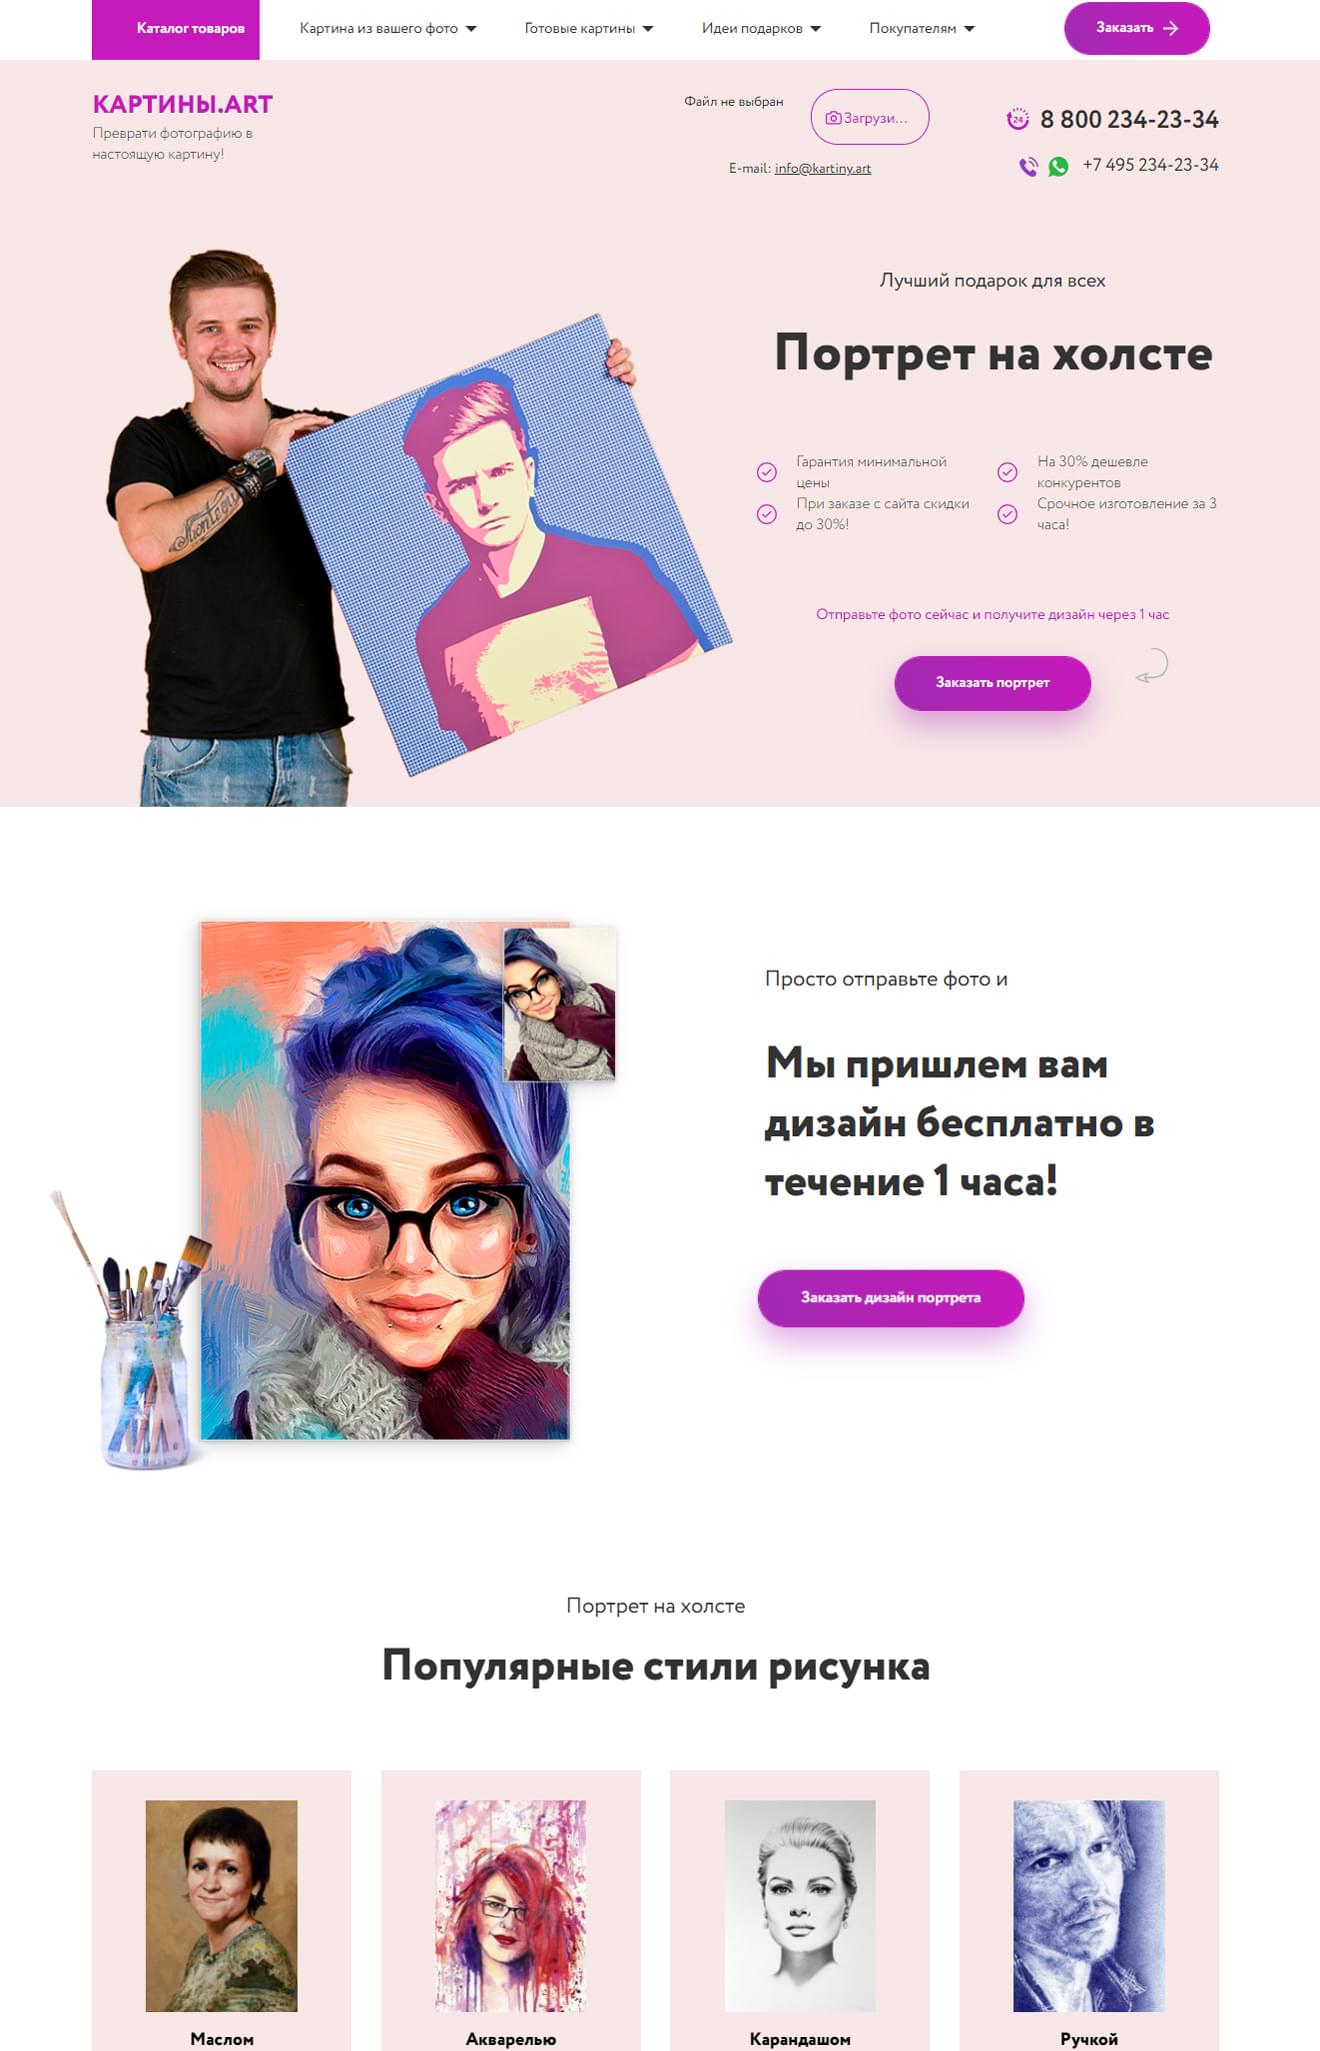 Каталог товаров
Картина из вашего фото
Готовые картины
Идеи подарков
Покупателям
Заказать
КАРТИНЫ.ART
Преврати фотографию в
настоящую картину!
Файл не выбран
Загрузи...
E-mail: info@kartiny.art
24
8 800 234-23-34
+7 495 234-23-34
Лучший подарок для всех
Портрет на холсте
Гарантия минимальной
цены
На 30% дешевле
конкурентов
При заказе с сайта скидки
до 30%!
Срочное изготовление за 3
часа!
Отправьте фото сейчас и получите дизайн через 1 час
Заказать портрет
Просто отправьте фото и
Мы пришлем вам
дизайн бесплатно в
течение 1 часа!
Заказать дизайн портрета
Портрет на холсте
Популярные стили рисунка
Маслом
Акварелью
Карандашом
Ручкой